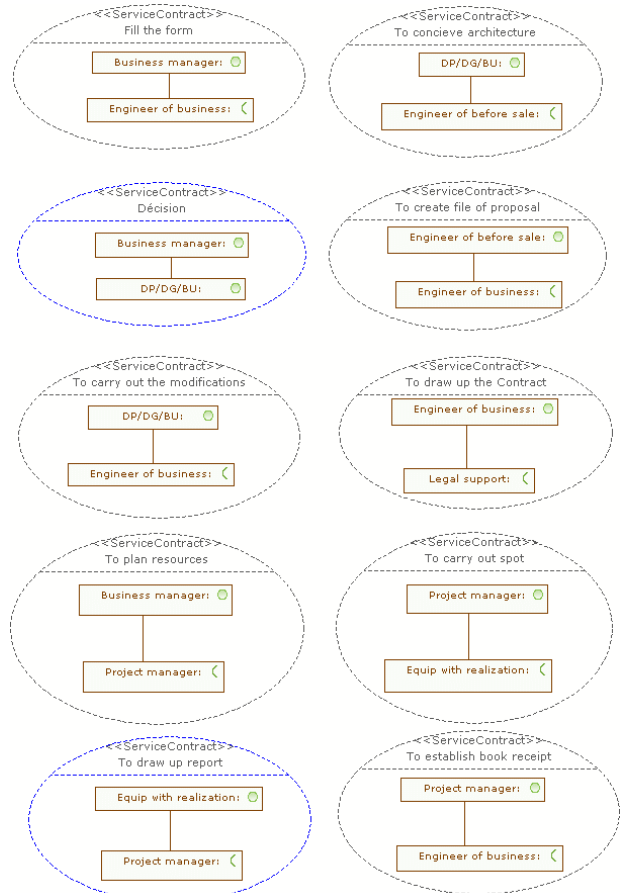 <<ServiceContract>>
Fill the form
Business manager:
Engineer of business:
<<ServiceContract>>
To concieve architecture
DP/DG/BU:
Engineer of before sale:
<<ServiceContract>>
Décision
Business manager:
DP/DG/BU:
<<ServiceContract>>
To create file of proposal
Engineer of before sale:
Engineer of business:
<<ServiceContract>>
To carry out the modifications
DP/DG/BU:
Engineer of business:
<<ServiceContract>>
To draw up the Contract
Engineer of business:
Legal support:
<<ServiceContract>>
To plan resources
Business manager:
Project manager:
<<ServiceContract>>
To carry out spot
Project manager:
Equip with realization:
<<ServiceContract>>
To draw up report
Equip with realization:
Project manager:
<<ServiceContract>>
To establish book receipt
Project manager:
Engineer of business: